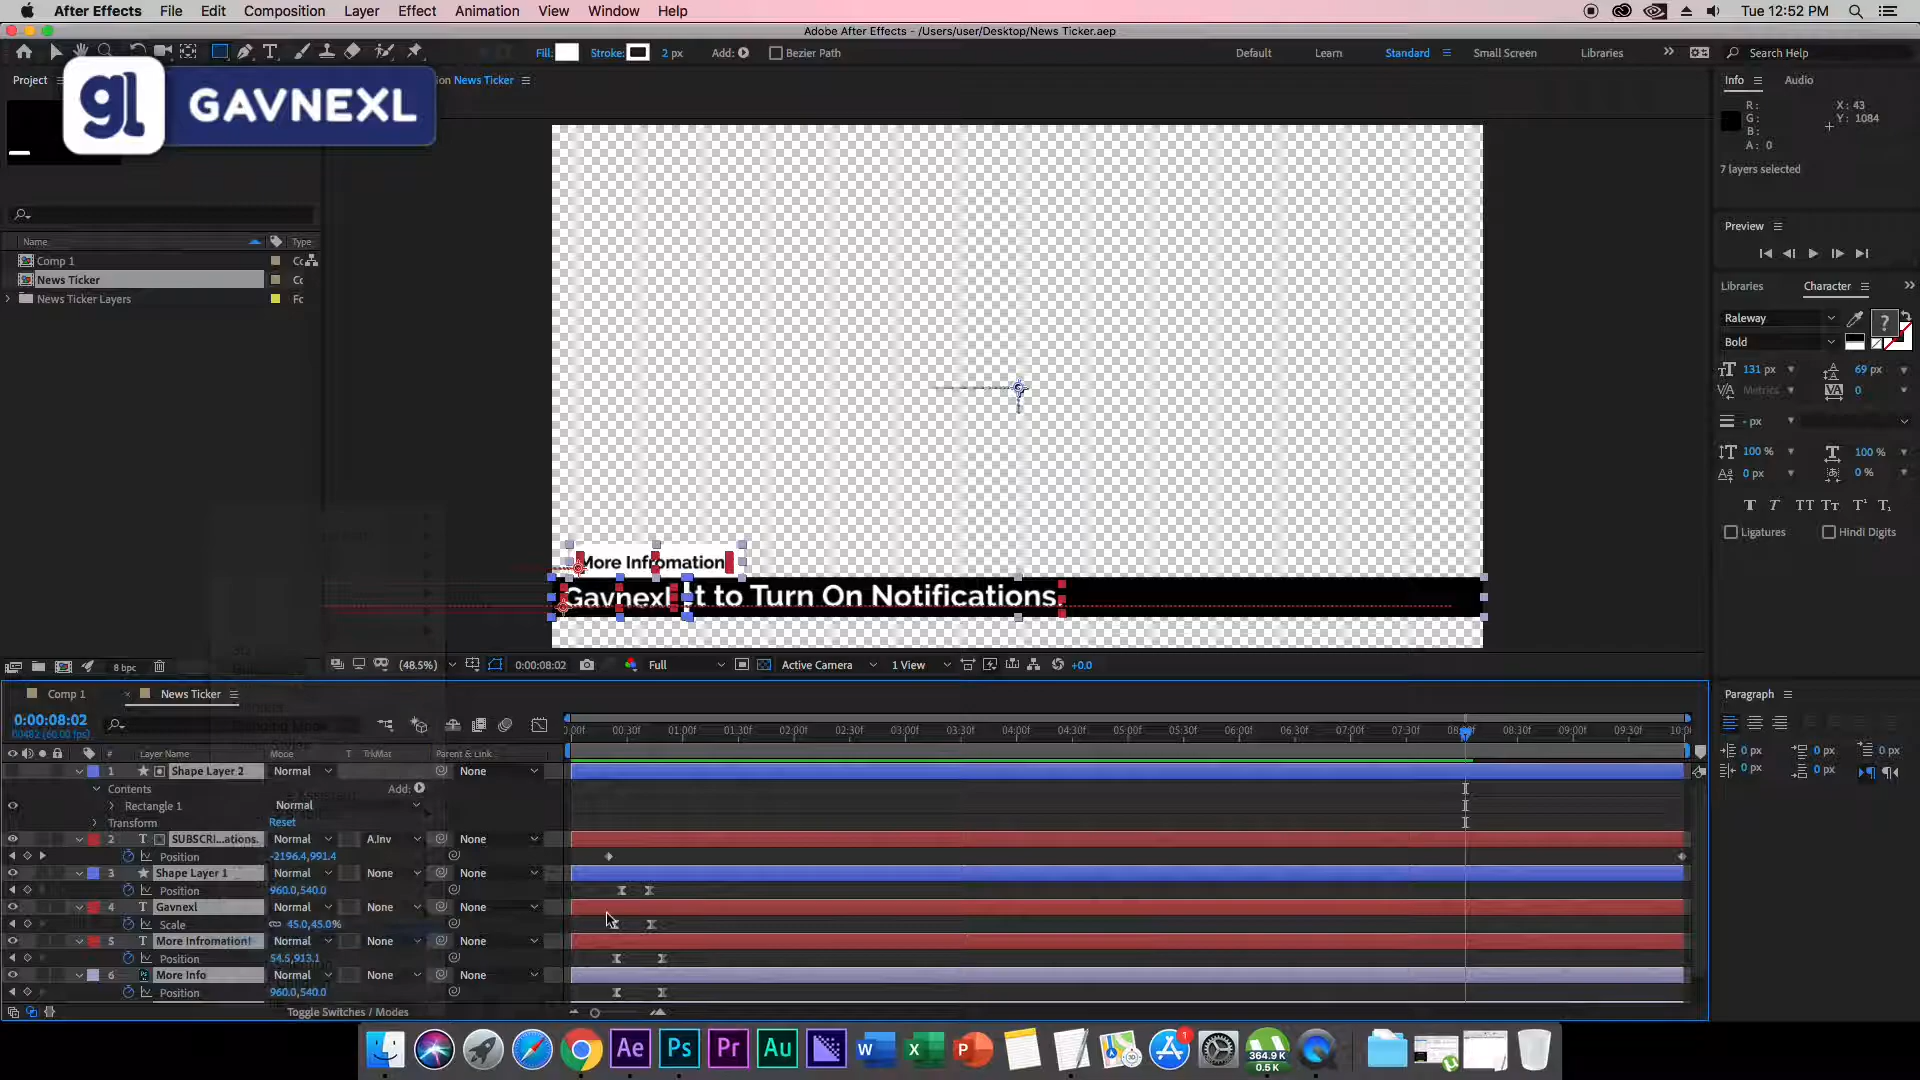 After Effects File Edit Composition Layer Effect Animation View Window Help Tue 12:52 PM
Adobe After Effects - /Users/user/Desktop/News Ticker.aep
Fill: Stroke: 2 px Add: Bezier Path Default Learn Standard Small Screen Libraries Search Help
Project on News Ticker Info Audio
gl GAVNEXL
R: X: 43
G: Y: 1084
B:
A: 0
7 layers selected
Preview
Name Type
Comp 1
News Ticker
News Ticker Layers
Libraries Character
Raleway
Bold
131 px 69 px
Metrics 0
- px
100 % 100 %
0 px 0 %
Ligatures Hindi Digits
More Infromation
Gavnexl t to Turn On Notifications.
8 bpc (48.5%) 0:00:08:02 Full Active Camera 1 View +0.0
Comp 1 News Ticker Paragraph
0:00:08:02
00482 (60.00 fps)
00:30f 01:00f 01:30f 02:00f 02:30f 03:00f 03:30f 04:00f 04:30f 05:00f 05:30f 06:00f 06:30f 07:00f 07:30f 08:30f 09:00f 09:30f
0 px 0 px 0 px
0 px 0 px
# Layer Name Mode T TrkMat Parent & Link
1 Shape Layer 2 Normal None
Contents Add:
Rectangle 1 Normal
Transform Reset
2 SUBSCRI...ations. Normal A.Inv None
Position -2196.4,991.4
3 Shape Layer 1 Normal None None
Position 960.0,540.0
4 Gavnexl Normal None None
Scale 45.0,45.0%
5 More Infromation! Normal None None
Position 54.5,913.1
6 More Info Normal None None
Position 960.0,540.0
Toggle Switches / Modes
Ae Ps Pr Au W X P 1 364.9 K
0.5 K